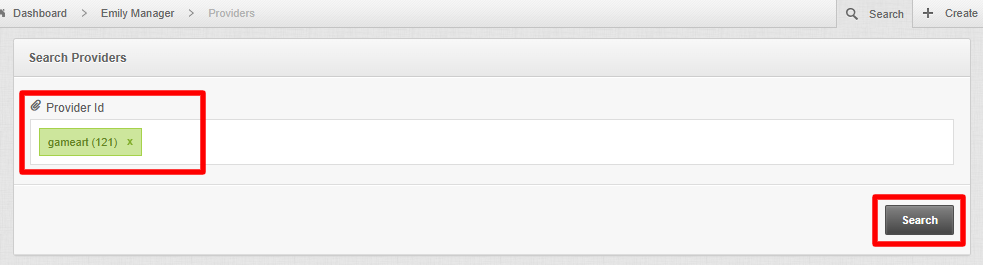 Dashboard > Emily Manager > Providers
Search
+ Create
Search Providers
Provider Id
gameart (121) x
Search